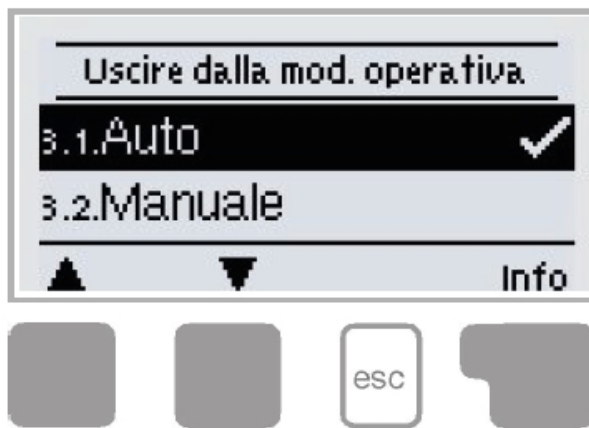 Uscire dalla mod. operativa
3.1.Auto
3.2.Manuale
Info
esc